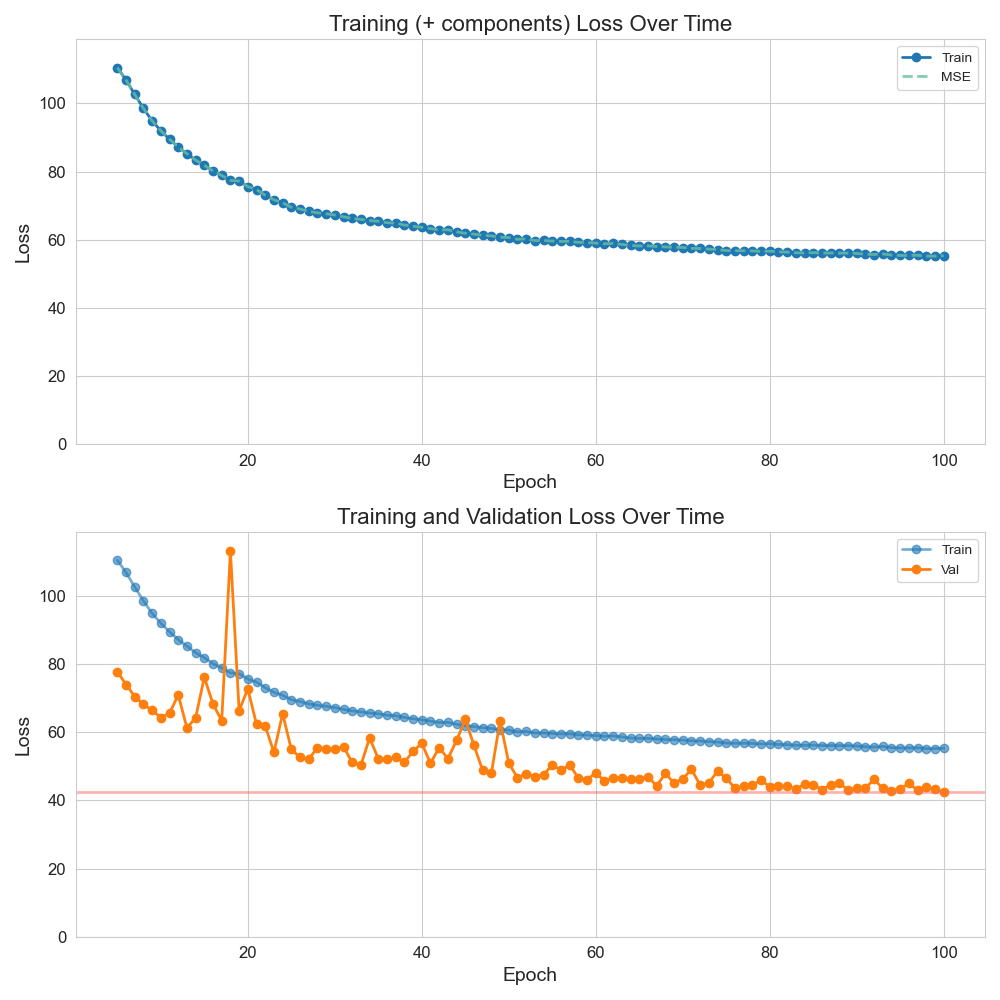 Training (+ components) Loss Over Time
Train
MSE
Loss
100
80
60
40
20
0
20 40 60 80 100
Epoch
Training and Validation Loss Over Time
Train
Val
Loss
100
80
60
40
20
0
20 40 60 80 100
Epoch